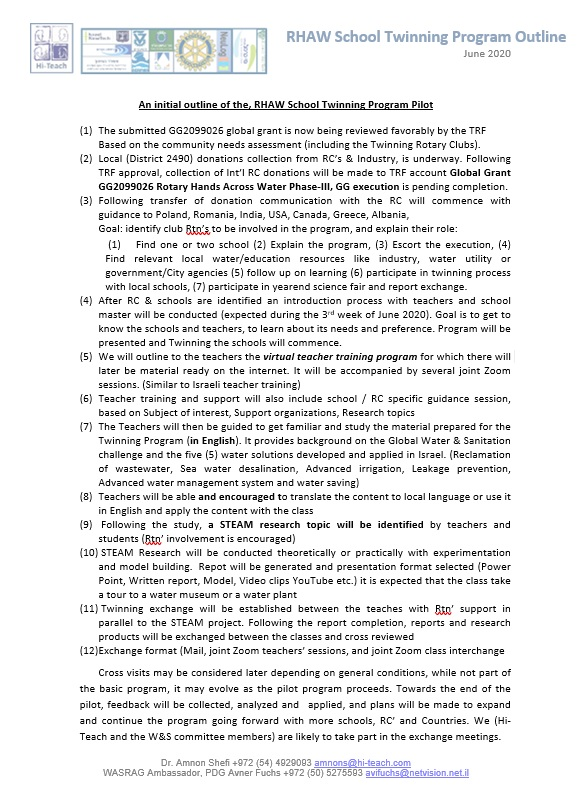 Hi-Teach
RHAW School Twinning Program Outline
June 2020
An initial outline of the, RHAW School Twinning Program Pilot
(1) The submitted GG2099026 global grant is now being reviewed favorably by the TRF
Based on the community needs assessment (including the Twinning Rotary Clubs).
(2) Local (District 2490) donations collection from RC's & Industry, is underway. Following
TRF approval, collection of Int'l RC donations will be made to TRF account Global Grant
GG2099026 Rotary Hands Across Water Phase-III, GG execution is pending completion.
(3) Following transfer of donation communication with the RC will commence with
guidance to Poland, Romania, India, USA, Canada, Greece, Albania,
Goal: identify club Rtn's to be involved in the program, and explain their role:
(1) Find one or two school (2) Explain the program, (3) Escort the execution, (4)
Find relevant local water/education resources like industry, water utility or
government/City agencies (5) follow up on learning (6) participate in twinning process
with local schools, (7) participate in yearend science fair and report exchange.
(4) After RC & schools are identified an introduction process with teachers and school
master will be conducted (expected during the 3rd week of June 2020). Goal is to get to
know the schools and teachers, to learn about its needs and preference. Program will be
presented and Twinning the schools will commence.
(5) We will outline to the teachers the virtual teacher training program for which there will
later be material ready on the internet. It will be accompanied by several joint Zoom
sessions. (Similar to Israeli teacher training)
(6) Teacher training and support will also include school / RC specific guidance session,
based on Subject of interest, Support organizations, Research topics
(7) The Teachers will then be guided to get familiar and study the material prepared for the
Twinning Program (in English). It provides background on the Global Water & Sanitation
challenge and the five (5) water solutions developed and applied in Israel. (Reclamation
of wastewater, Sea water desalination, Advanced irrigation, Leakage prevention,
Advanced water management system and water saving)
(8) Teachers will be able and encouraged to translate the content to local language or use it
in English and apply the content with the class
(9) Following the study, a STEAM research topic will be identified by teachers and
students (Rtn' involvement is encouraged)
(10) STEAM Research will be conducted theoretically or practically with experimentation
and model building. Repot will be generated and presentation format selected (Power
Point, Written report, Model, Video clips YouTube etc.) it is expected that the class take
a tour to a water museum or a water plant
(11) Twinning exchange will be established between the teaches with Rtn' support in
parallel to the STEAM project. Following the report completion, reports and research
products will be exchanged between the classes and cross reviewed
(12)Exchange format (Mail, joint Zoom teachers' sessions, and joint Zoom class interchange
Cross visits may be considered later depending on general conditions, while not part of
the basic program, it may evolve as the pilot program proceeds. Towards the end of the
pilot, feedback will be collected, analyzed and applied, and plans will be made to expand
and continue the program going forward with more schools, RC' and Countries. We (Hi-
Teach and the W&S committee members) are likely to take part in the exchange meetings.
Dr. Amnon Shefi +972 (54) 4929093 amnons@hi-teach.com
WASRAG Ambassador, PDG Avner Fuchs +972 (50) 5275593 avifuchs@netvision.net.il